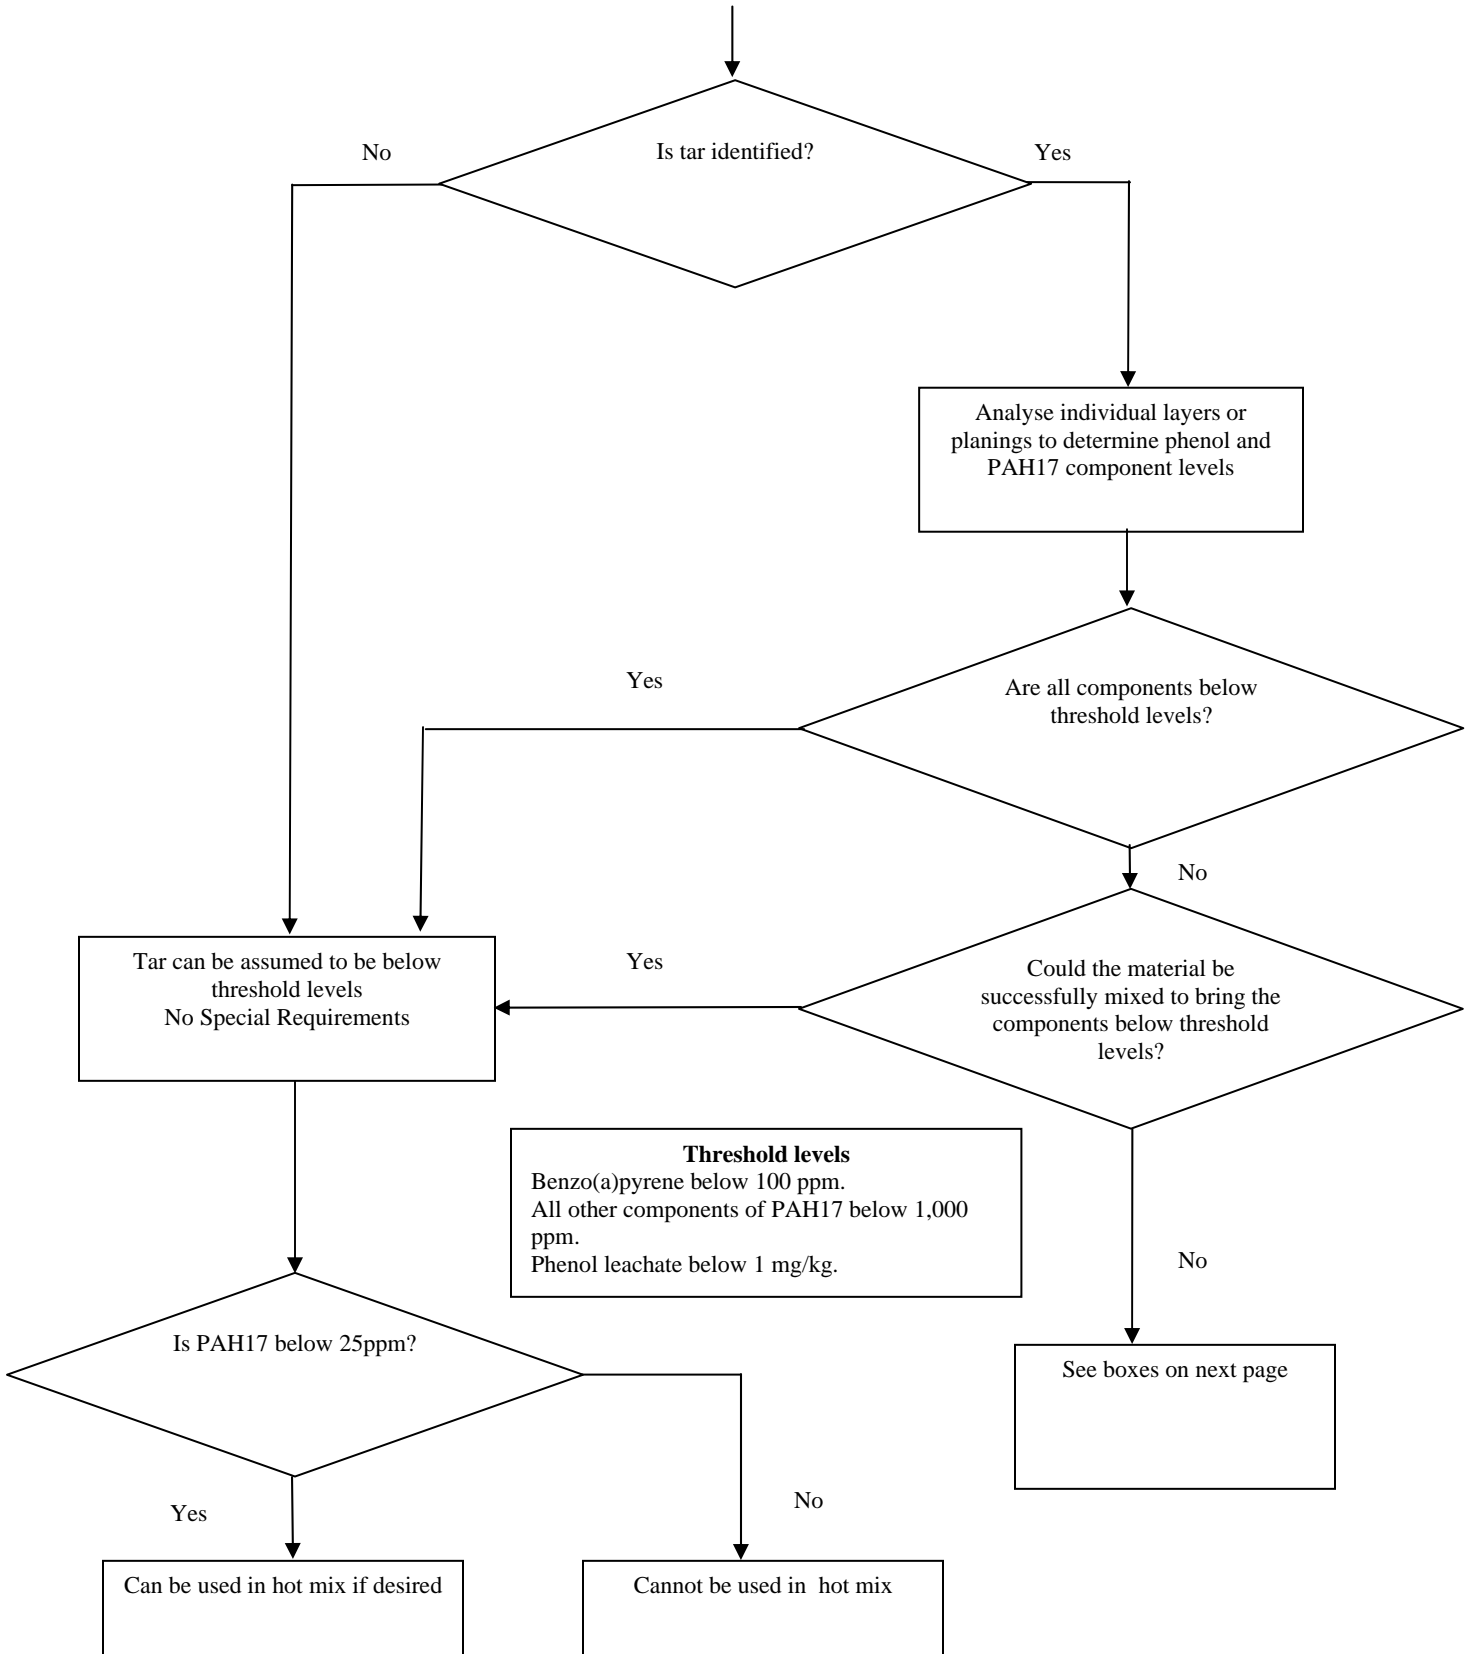 Is tar identified?
No
Yes
Analyse individual layers or
planings to determine phenol and
PAH17 component levels
Yes
Are all components below
threshold levels?
No
Tar can be assumed to be below
threshold levels
No Special Requirements
Yes
Could the material be
successfully mixed to bring the
components below threshold
levels?
Threshold levels
Benzo(a)pyrene below 100 ppm.
All other components of PAH17 below 1,000
ppm.
Phenol leachate below 1 mg/kg.
No
Is PAH17 below 25ppm?
See boxes on next page
Yes
No
Can be used in hot mix if desired
Cannot be used in  hot mix